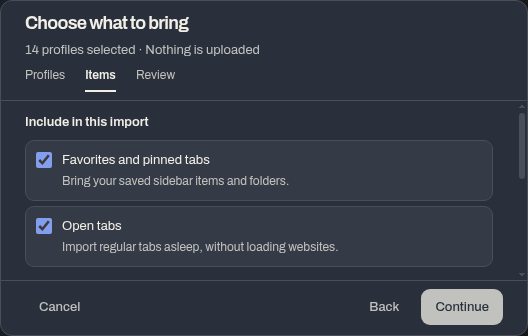 Choose what to bring
14 profiles selected · Nothing is uploaded
Profiles Items Review
Include in this import
Favorites and pinned tabs
Bring your saved sidebar items and folders.
Open tabs
Import regular tabs asleep, without loading websites.
Cancel Back Continue